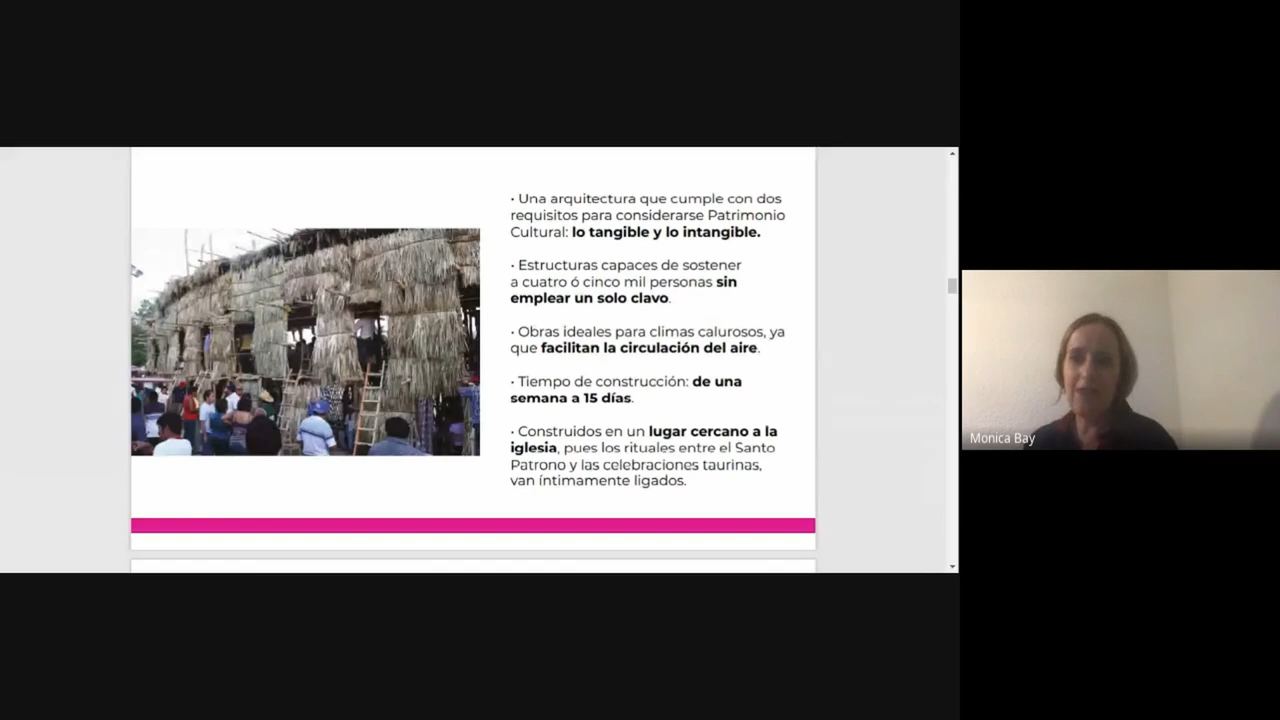 • Una arquitectura que cumple con dos
requisitos para considerarse Patrimonio
Cultural: lo tangible y lo intangible.
• Estructuras capaces de sostener
a cuatro ó cinco mil personas sin
emplear un solo clavo.
• Obras ideales para climas calurosos, ya
que facilitan la circulación del aire.
• Tiempo de construcción: de una
semana a 15 días.
• Construidos en un lugar cercano a la
iglesia, pues los rituales entre el Santo
Patrono y las celebraciones taurinas,
van íntimamente ligados.
Monica Bay